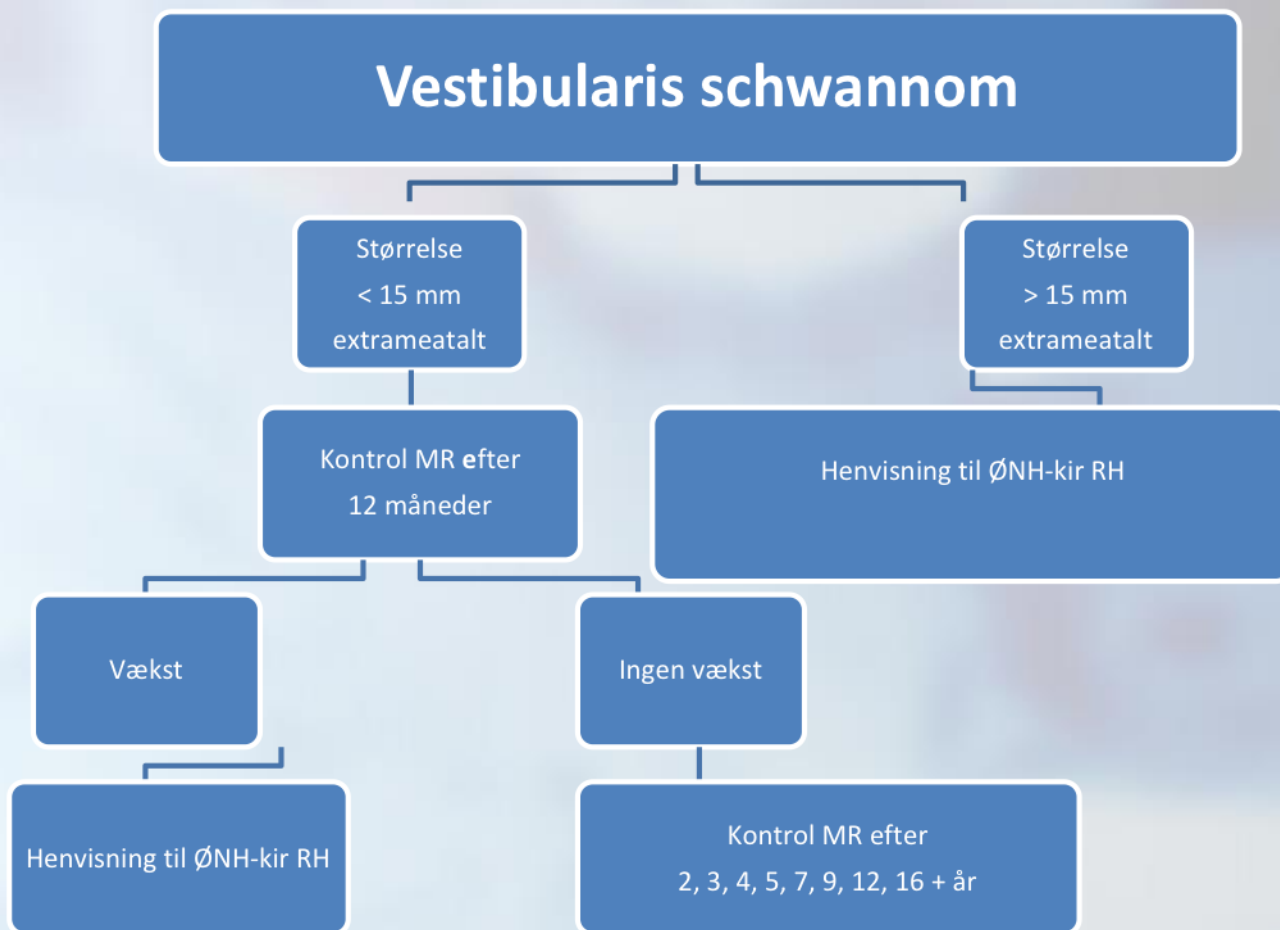 Vestibularis schwannom
Størrelse
< 15 mm
extrameatalt
Størrelse
> 15 mm
extrameatalt
Kontrol MR efter
12 måneder
Henvisning til ØNH-kir RH
Vækst
Ingen vækst
Henvisning til ØNH-kir RH
Kontrol MR efter
2, 3, 4, 5, 7, 9, 12, 16 + år